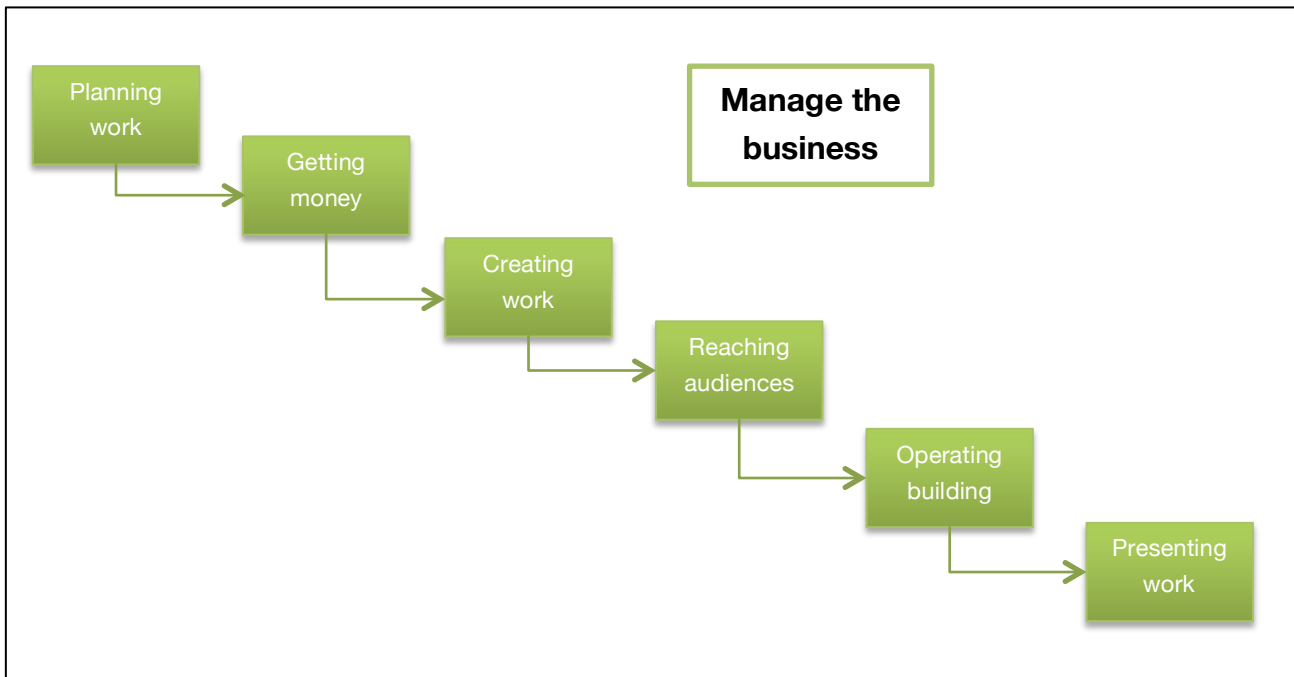 Planning
work
Manage the
business
Getting
money
Creating
work
Reaching
audiences
Operating
building
Presenting
work